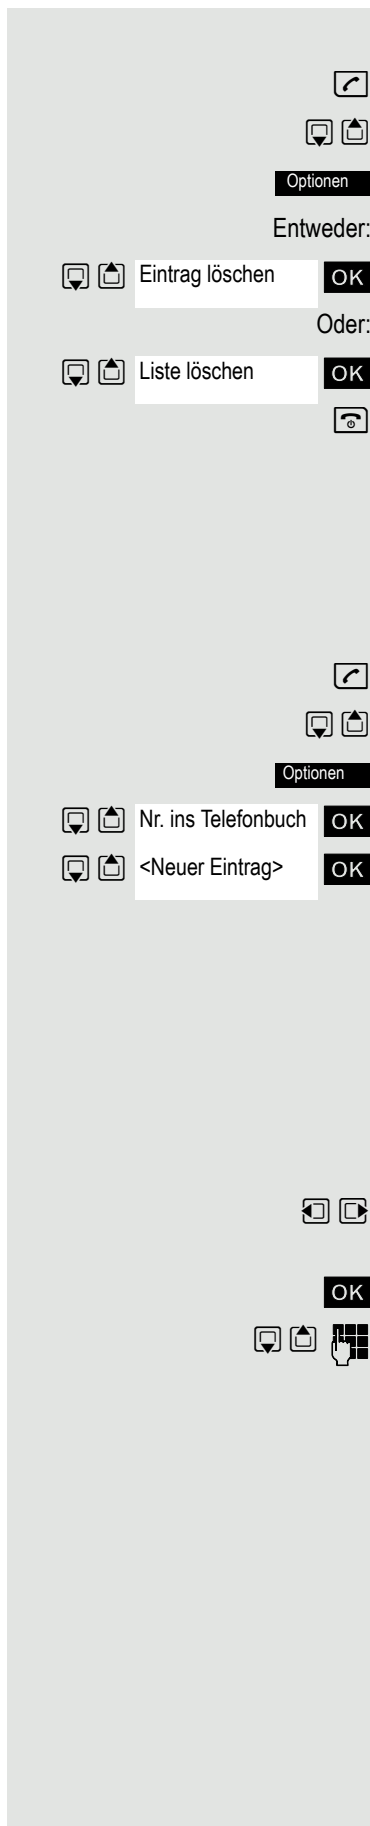 Optionen
Entweder:
Eintrag löschen OK
Oder:
Liste löschen OK
Optionen
Nr. ins Telefonbuch OK
<Neuer Eintrag> OK
OK